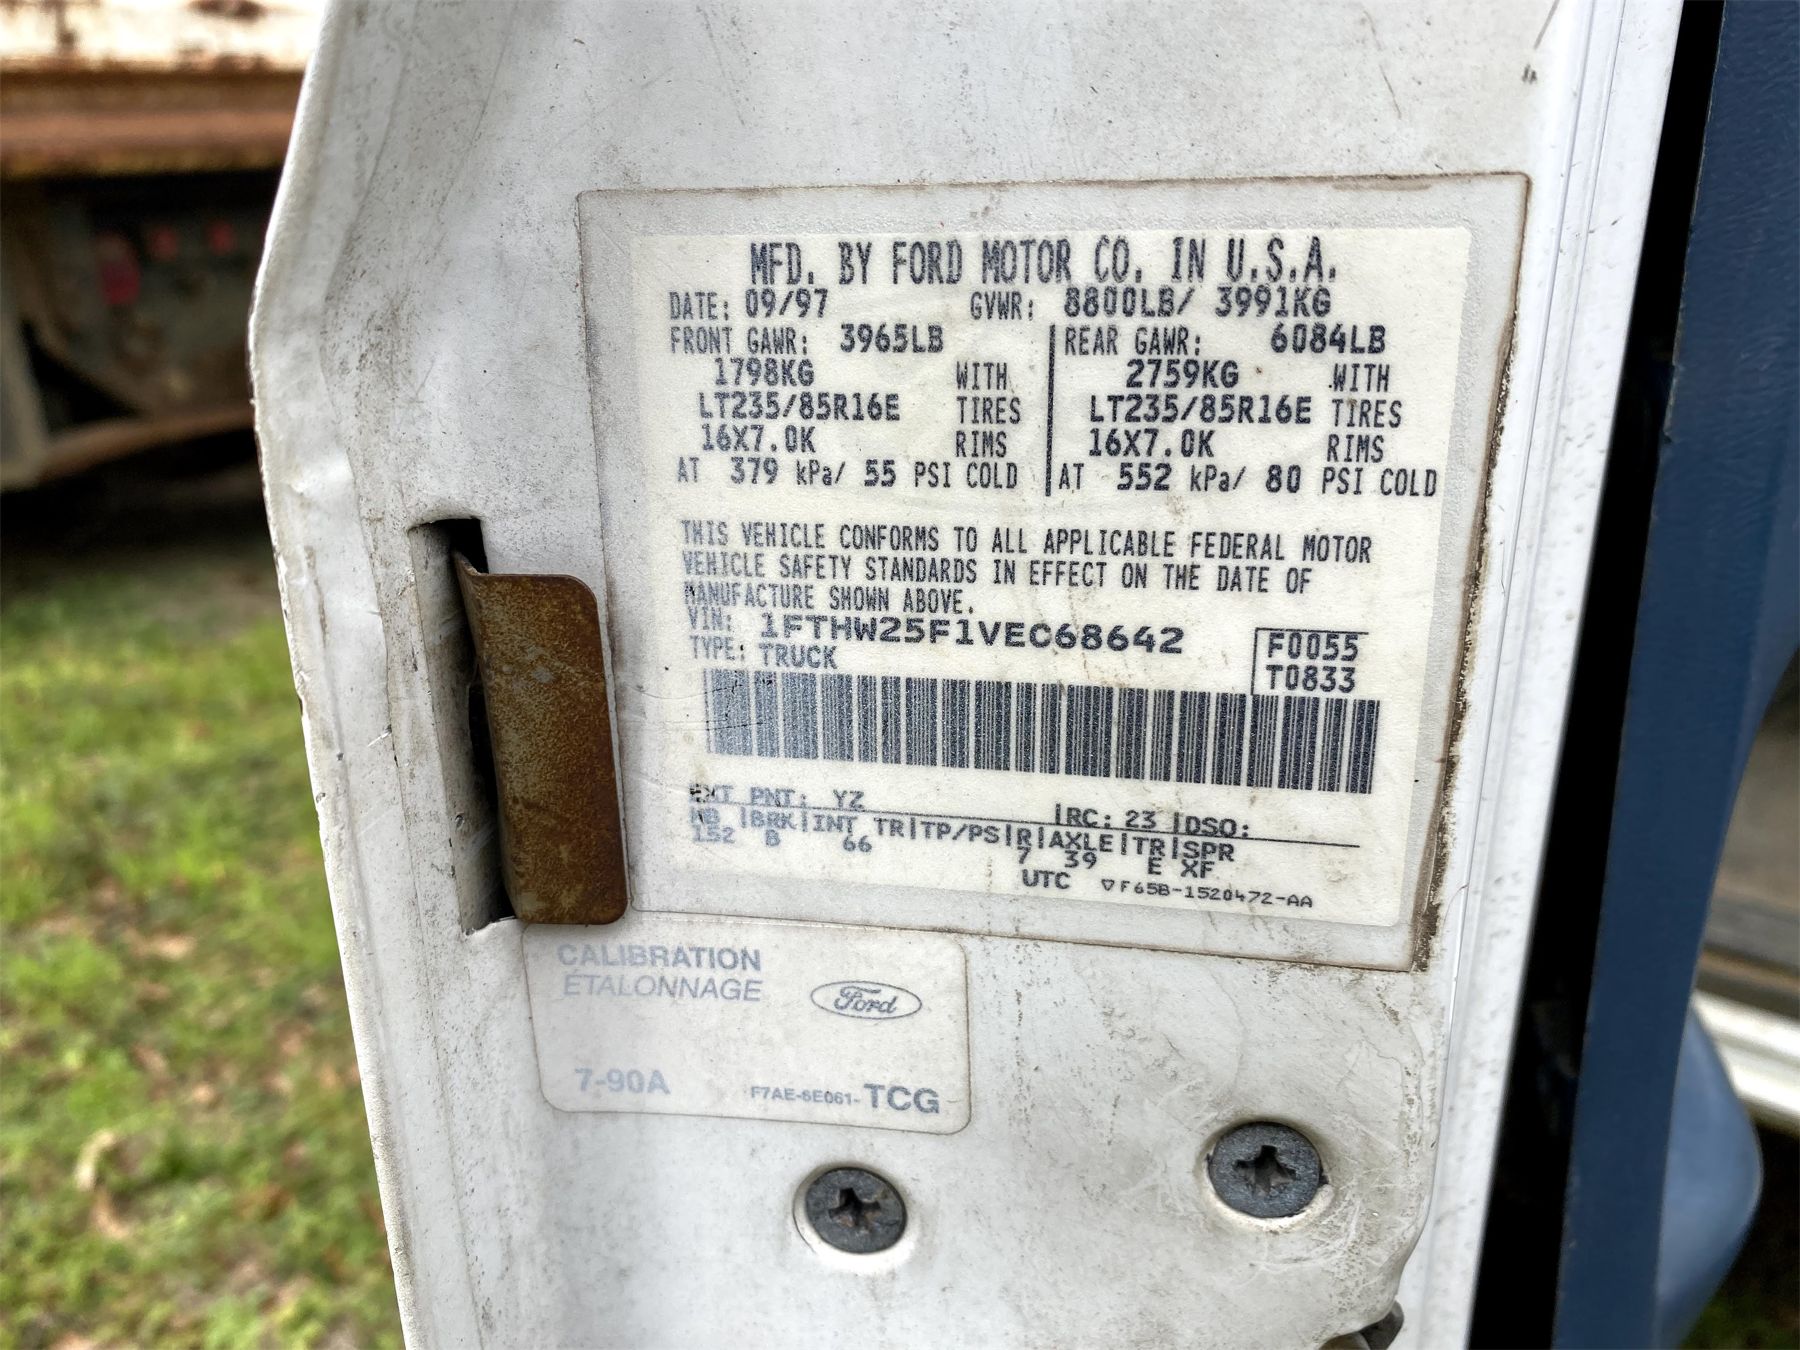 MFD. BY FORD MOTOR CO. IN U.S.A.
DATE: 09/97 GVWR: 8800LB/ 3991KG
FRONT GAWR: 3965LB REAR GAWR: 6084LB
1798KG WITH 2759KG WITH
LT235/85R16E TIRES LT235/85R16E TIRES
16X7.0K RIMS 16X7.0K RIMS
AT 379 kPa/ 55 PSI COLD AT 552 kPa/ 80 PSI COLD
THIS VEHICLE CONFORMS TO ALL APPLICABLE FEDERAL MOTOR
VEHICLE SAFETY STANDARDS IN EFFECT ON THE DATE OF
MANUFACTURE SHOWN ABOVE.
VIN: 1FTHW25F1VEC68642 F0055
TYPE: TRUCK T0833
EXT PNT: YZ |RC: 23 |DSO:
WB |BRK|INT TR|TP/PS|R|AXLE|TR|SPR
152 B 66 7 39 E XF
UTC ▽F65B-1520472-AA
CALIBRATION
ÉTALONNAGE
Ford
7-90A F7AE-6E061-TCG